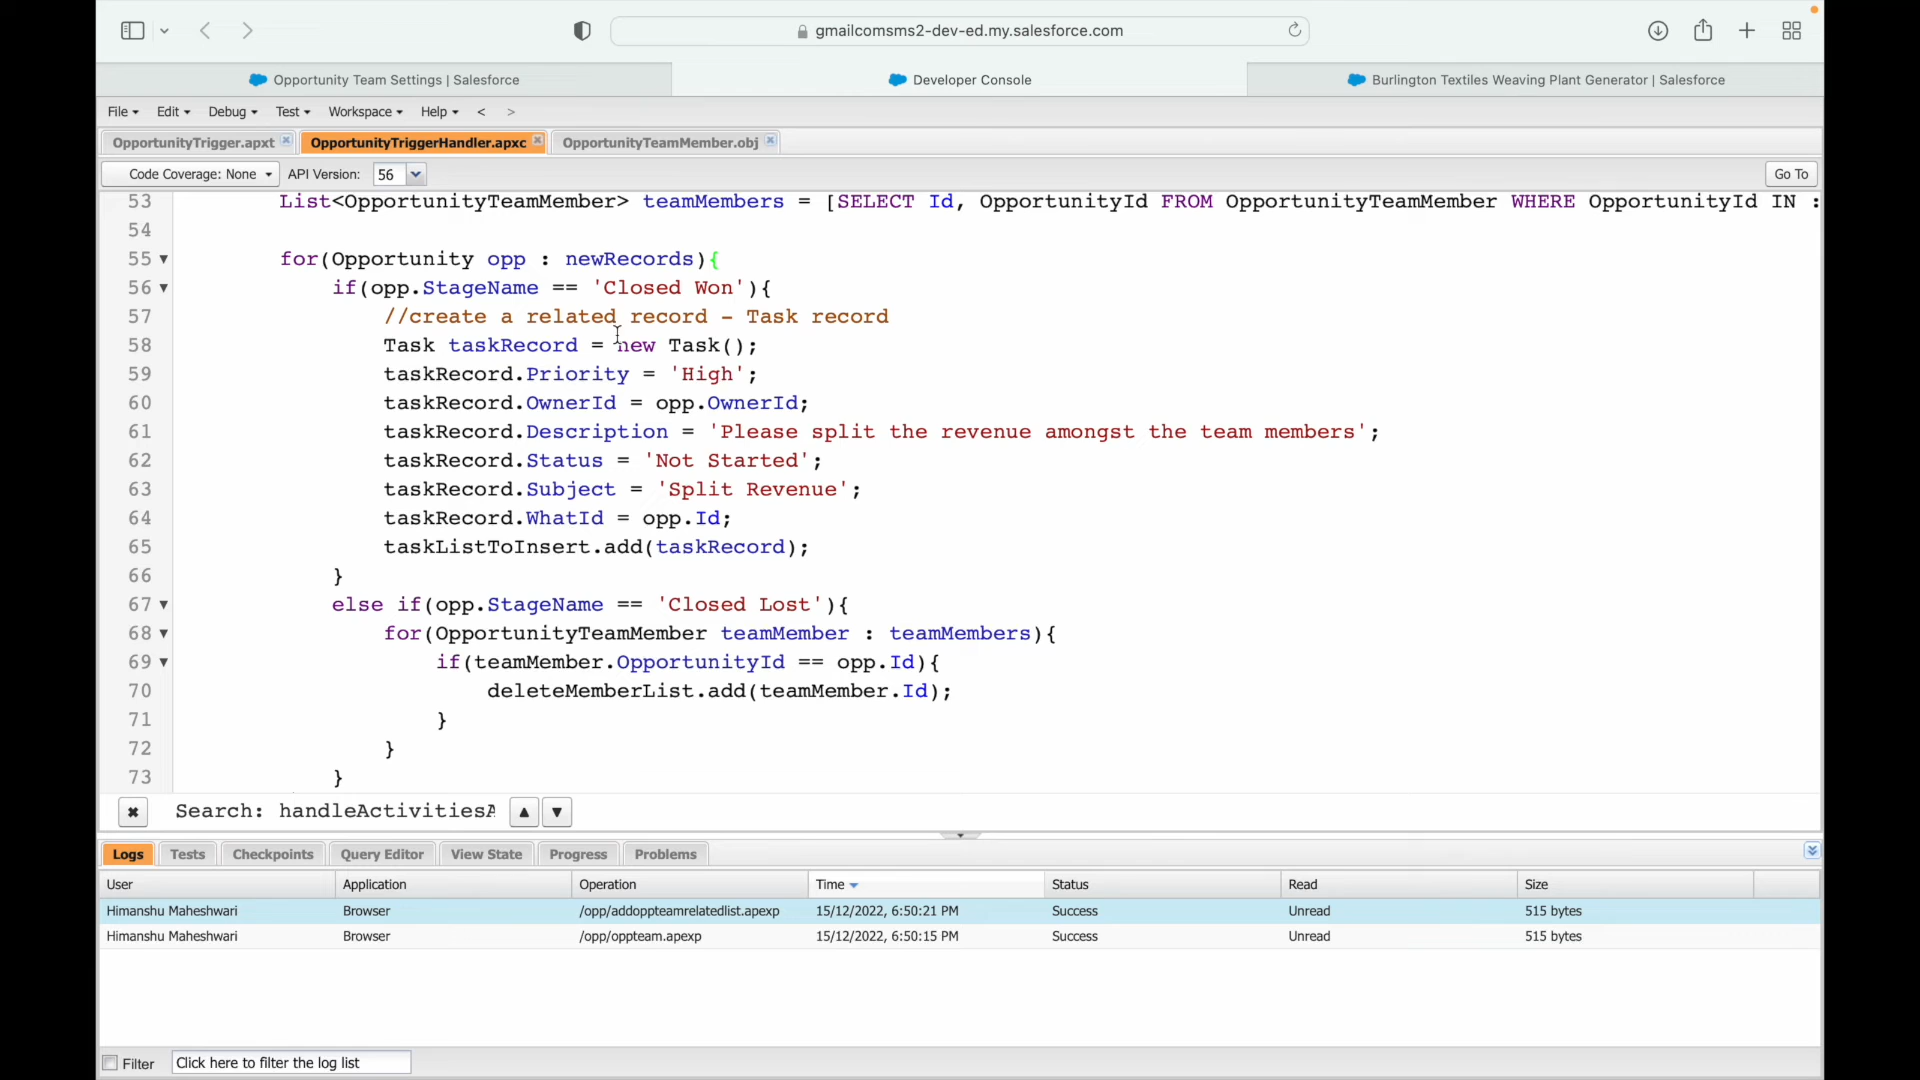 gmailcomsms2-dev-ed.my.salesforce.com
Opportunity Team Settings | Salesforce
Developer Console
Burlington Textiles Weaving Plant Generator | Salesforce
File Edit Debug Test Workspace Help < >
OpportunityTrigger.apxt OpportunityTriggerHandler.apxc OpportunityTeamMember.obj
Code Coverage: None API Version: 56 Go To
53 List<OpportunityTeamMember> teamMembers = [SELECT Id, OpportunityId FROM OpportunityTeamMember WHERE OpportunityId IN :
54
55 for(Opportunity opp : newRecords){
56 if(opp.StageName == 'Closed Won'){
57 //create a related record - Task record
58 Task taskRecord = new Task();
59 taskRecord.Priority = 'High';
60 taskRecord.OwnerId = opp.OwnerId;
61 taskRecord.Description = 'Please split the revenue amongst the team members';
62 taskRecord.Status = 'Not Started';
63 taskRecord.Subject = 'Split Revenue';
64 taskRecord.WhatId = opp.Id;
65 taskListToInsert.add(taskRecord);
66 }
67 else if(opp.StageName == 'Closed Lost'){
68 for(OpportunityTeamMember teamMember : teamMembers){
69 if(teamMember.OpportunityId == opp.Id){
70 deleteMemberList.add(teamMember.Id);
71 }
72 }
73 }
Search: handleActivitiesA
Logs Tests Checkpoints Query Editor View State Progress Problems
User Application Operation Time Status Read Size
Himanshu Maheshwari Browser /opp/addoppteamrelatedlist.apexp 15/12/2022, 6:50:21 PM Success Unread 515 bytes
Himanshu Maheshwari Browser /opp/oppteam.apexp 15/12/2022, 6:50:15 PM Success Unread 515 bytes
Filter Click here to filter the log list